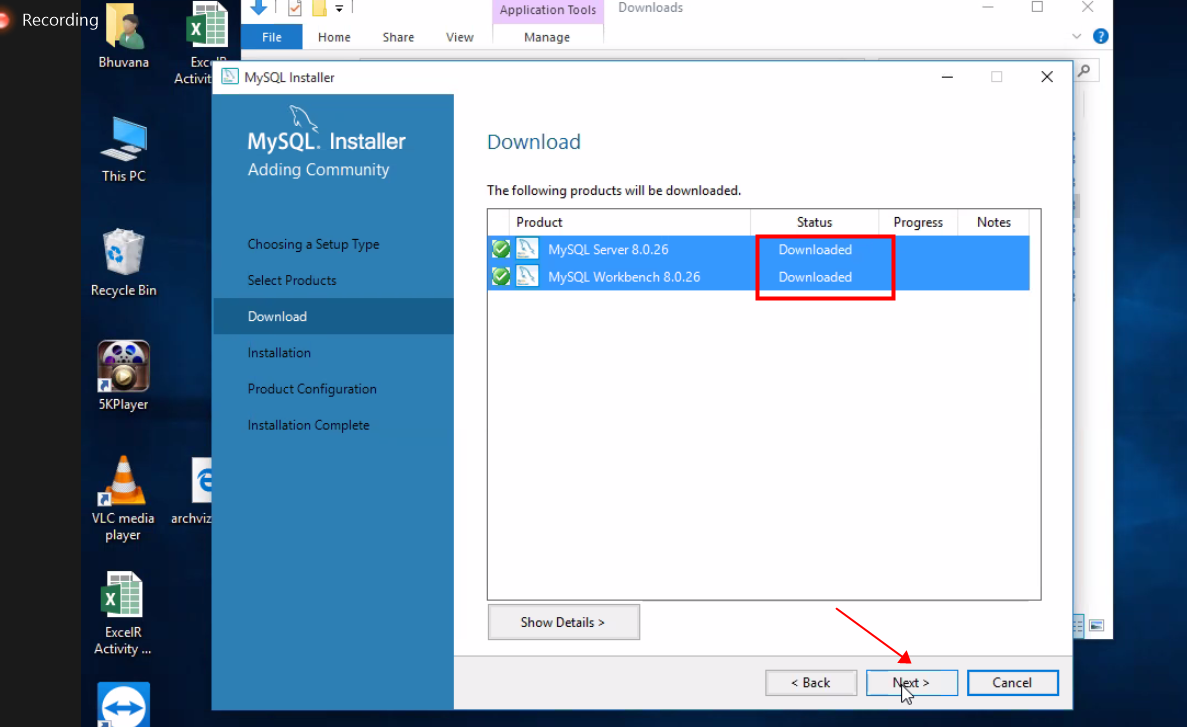 Recording
Application Tools
Downloads
File
Home
Share
View
Manage
Bhuvana
ExcelR
Activit
This PC
Recycle Bin
5KPlayer
VLC media
player
archviz
ExcelR
Activity ...
MySQL Installer
MySQL. Installer
Adding Community
Choosing a Setup Type
Select Products
Download
Installation
Product Configuration
Installation Complete
Download
The following products will be downloaded.
Product Status Progress Notes
MySQL Server 8.0.26 Downloaded
MySQL Workbench 8.0.26 Downloaded
Show Details >
< Back
Next >
Cancel